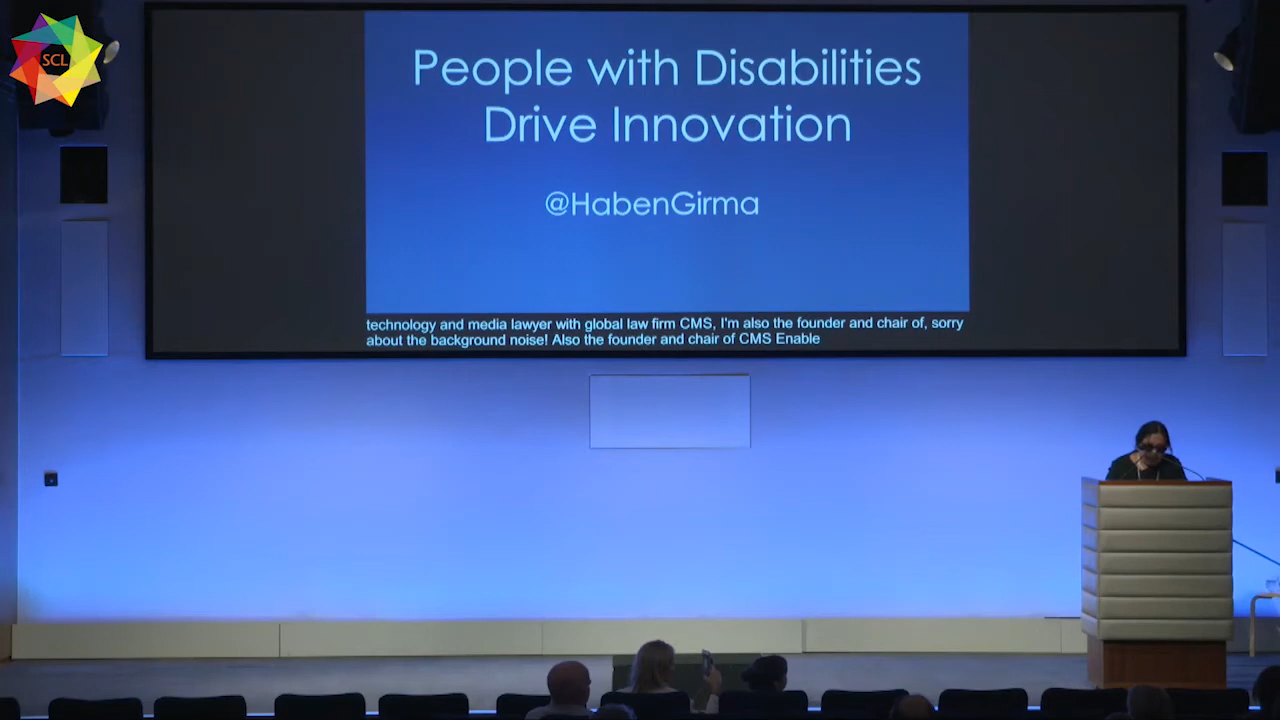 SCL
People with Disabilities
Drive Innovation
@HabenGirma
technology and media lawyer with global law firm CMS, I'm also the founder and chair of, sorry
about the background noise! Also the founder and chair of CMS Enable